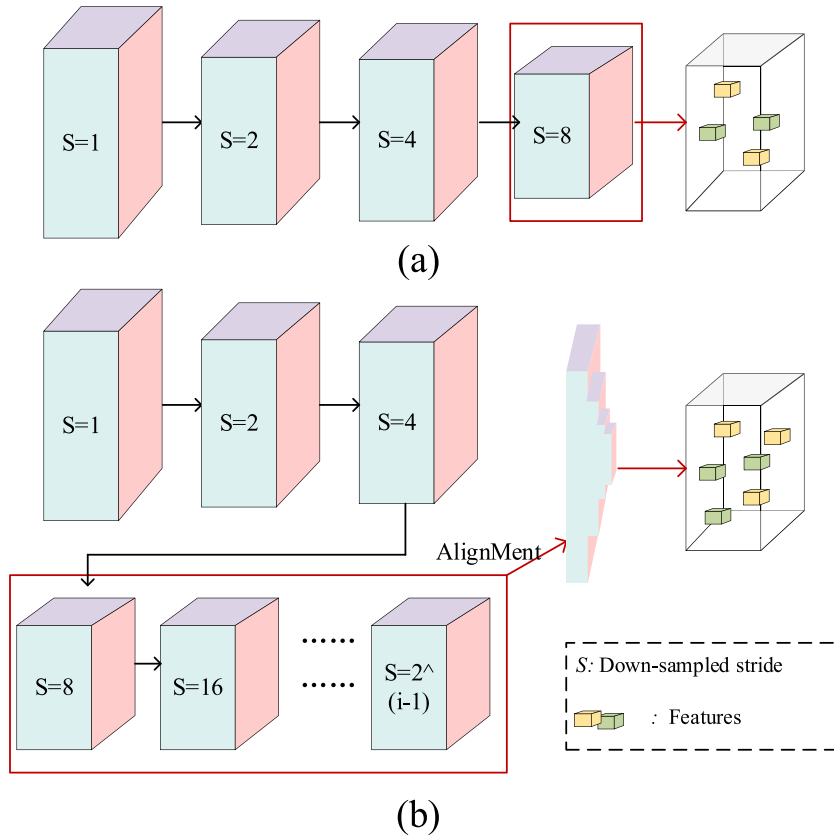 S=1
S=2
S=4
S=8
(a)
S=1
S=2
S=4
AlignMent
S=8
S=16
......
......
S=2^
(i-1)
S: Down-sampled stride
: Features
(b)